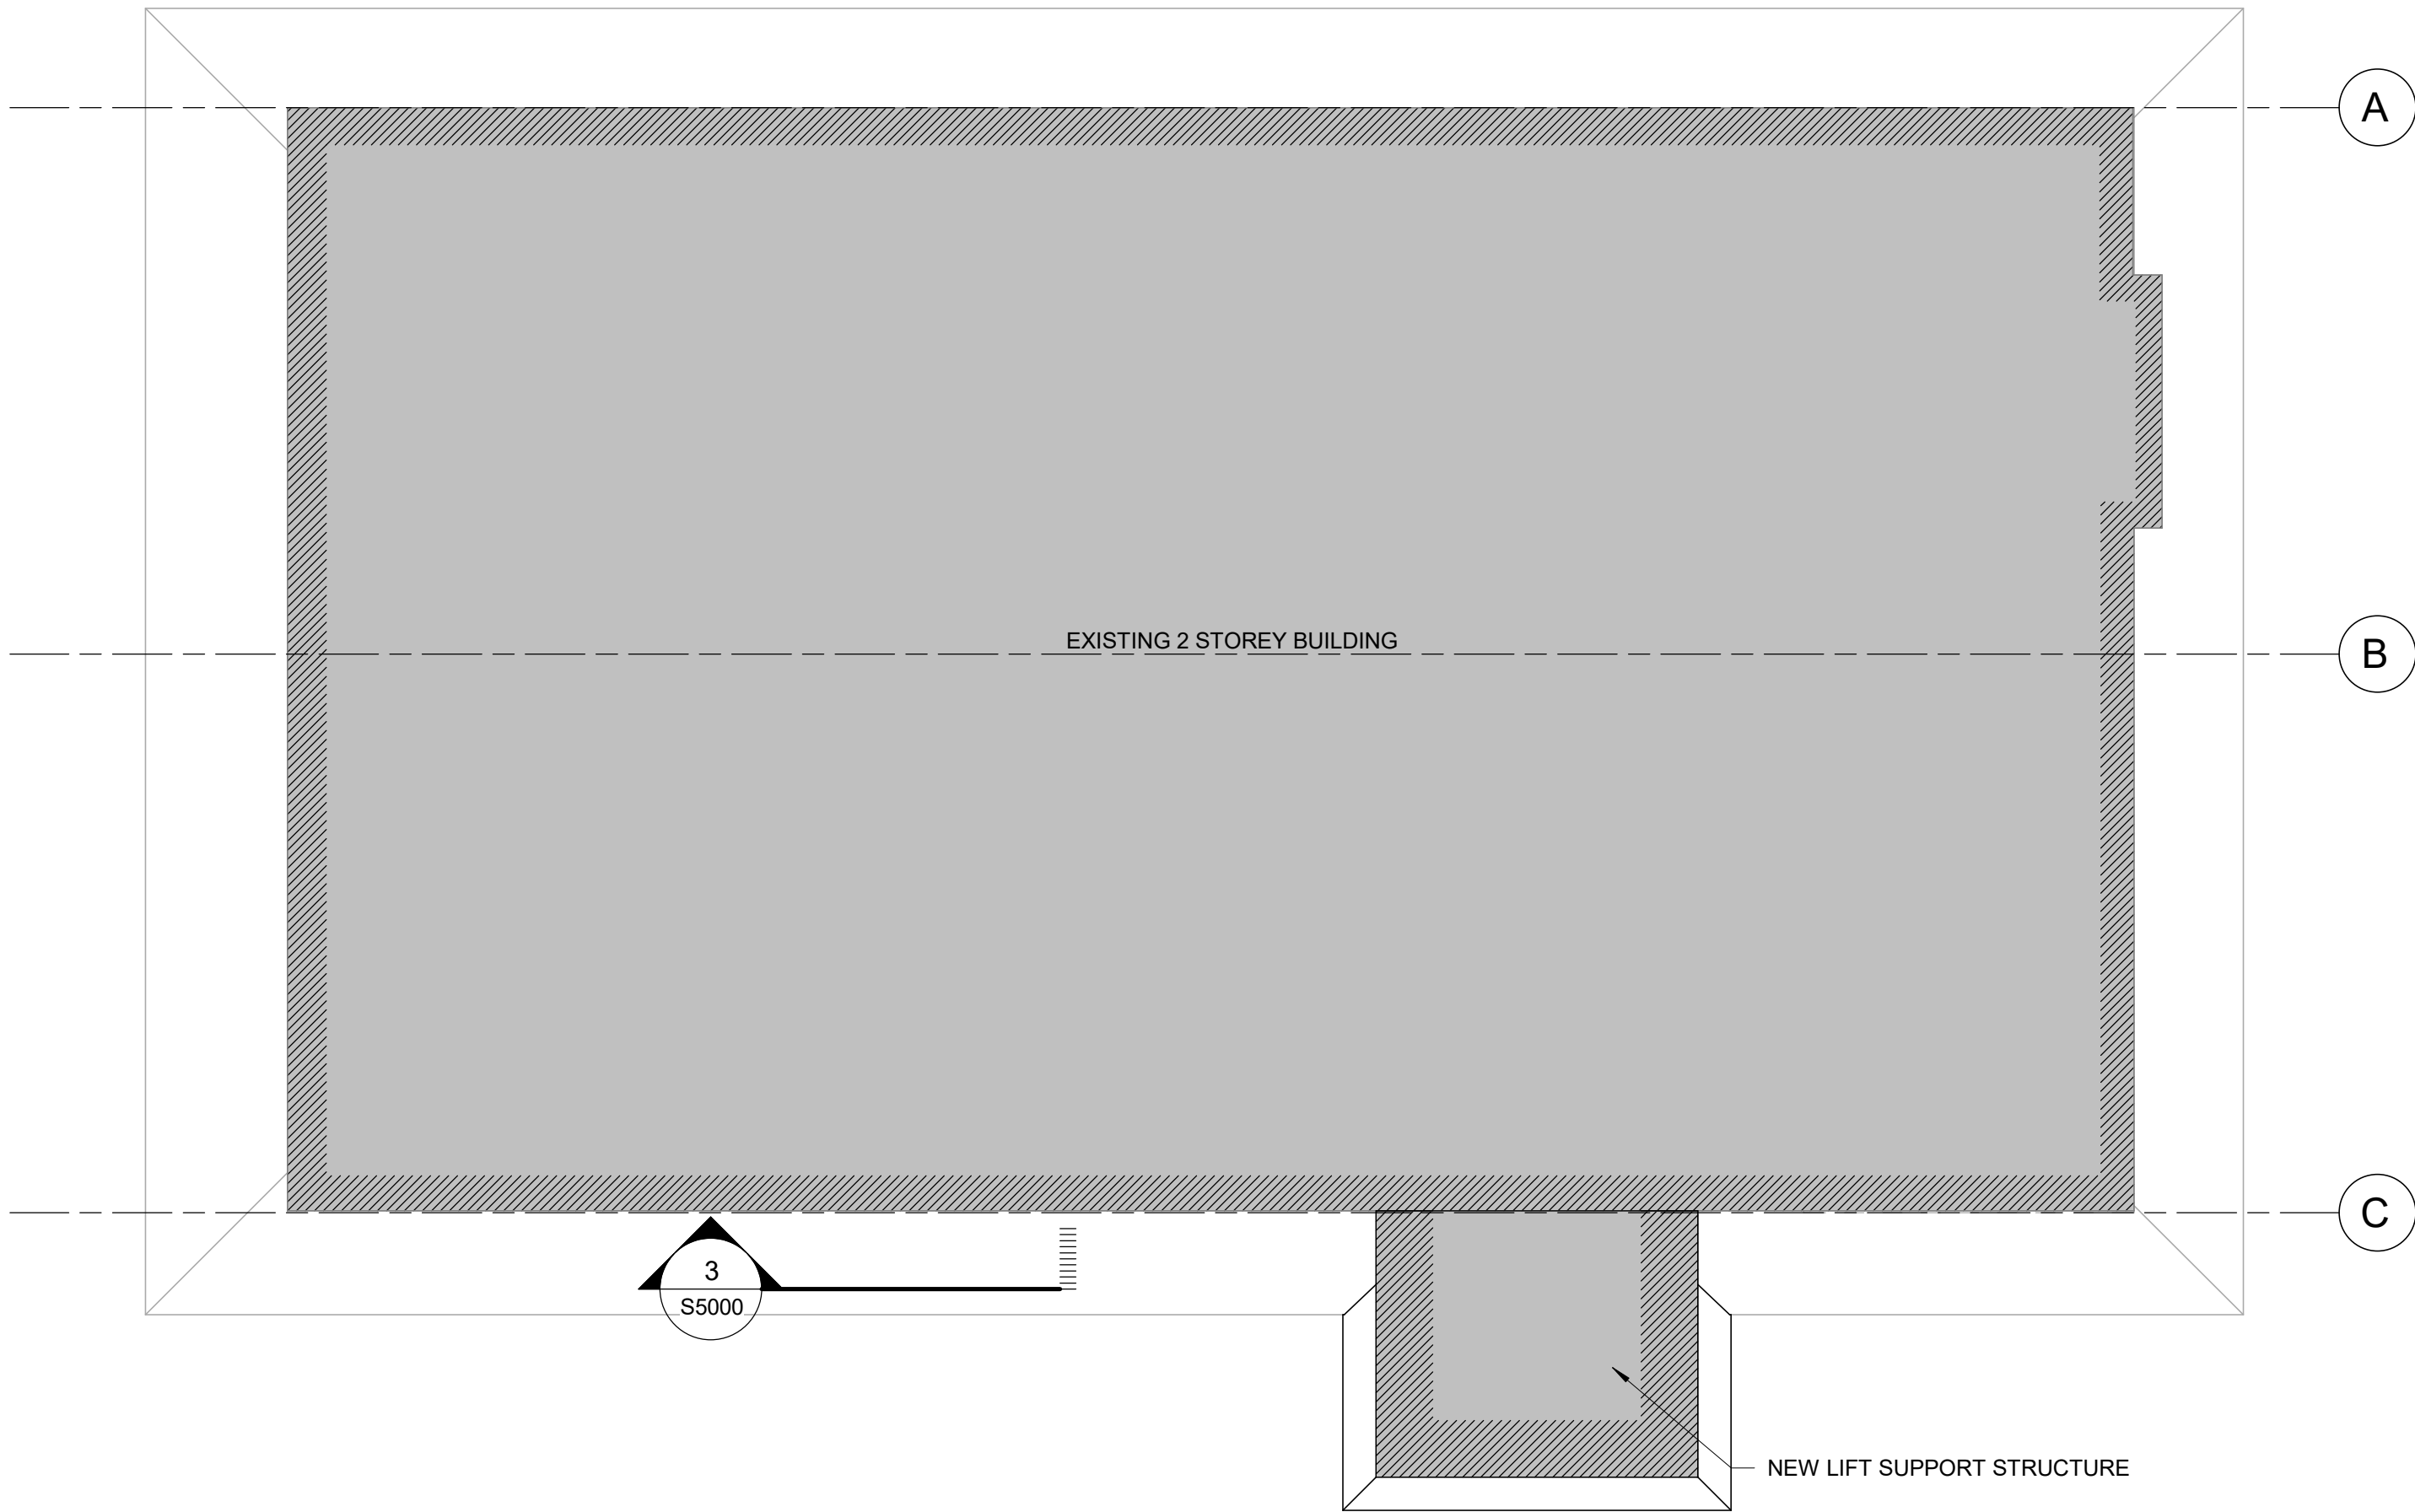 A
EXISTING 2 STOREY BUILDING
B
C
3
S5000
NEW LIFT SUPPORT STRUCTURE